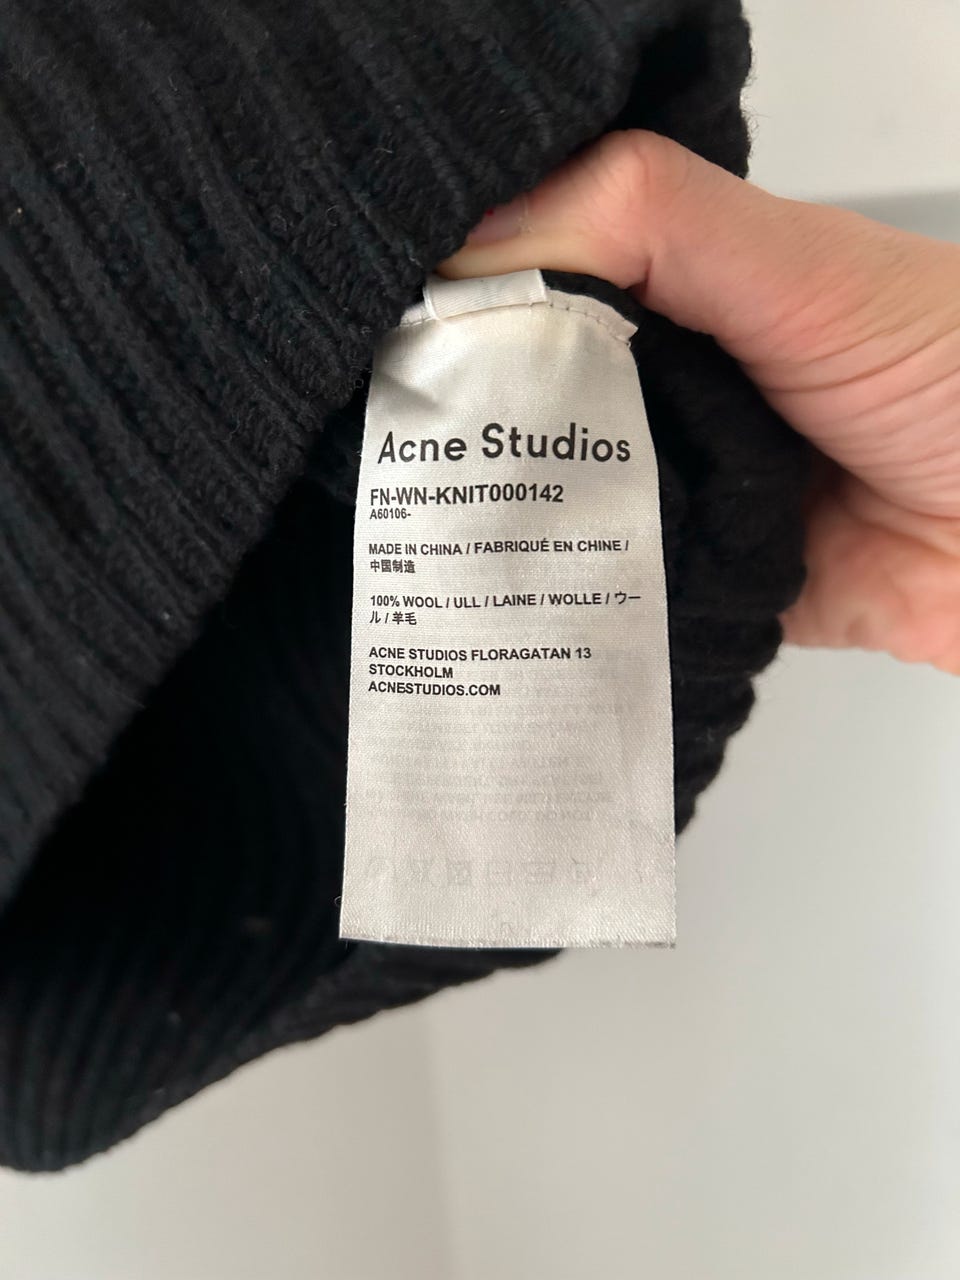 Acne Studios
FN-WN-KNIT000142
A60106-
MADE IN CHINA / FABRIQUÉ EN CHINE /
中国制造
100% WOOL / ULL / LAINE / WOLLE / ウー
ル / 羊毛
ACNE STUDIOS FLORAGATAN 13
STOCKHOLM
ACNESTUDIOS.COM